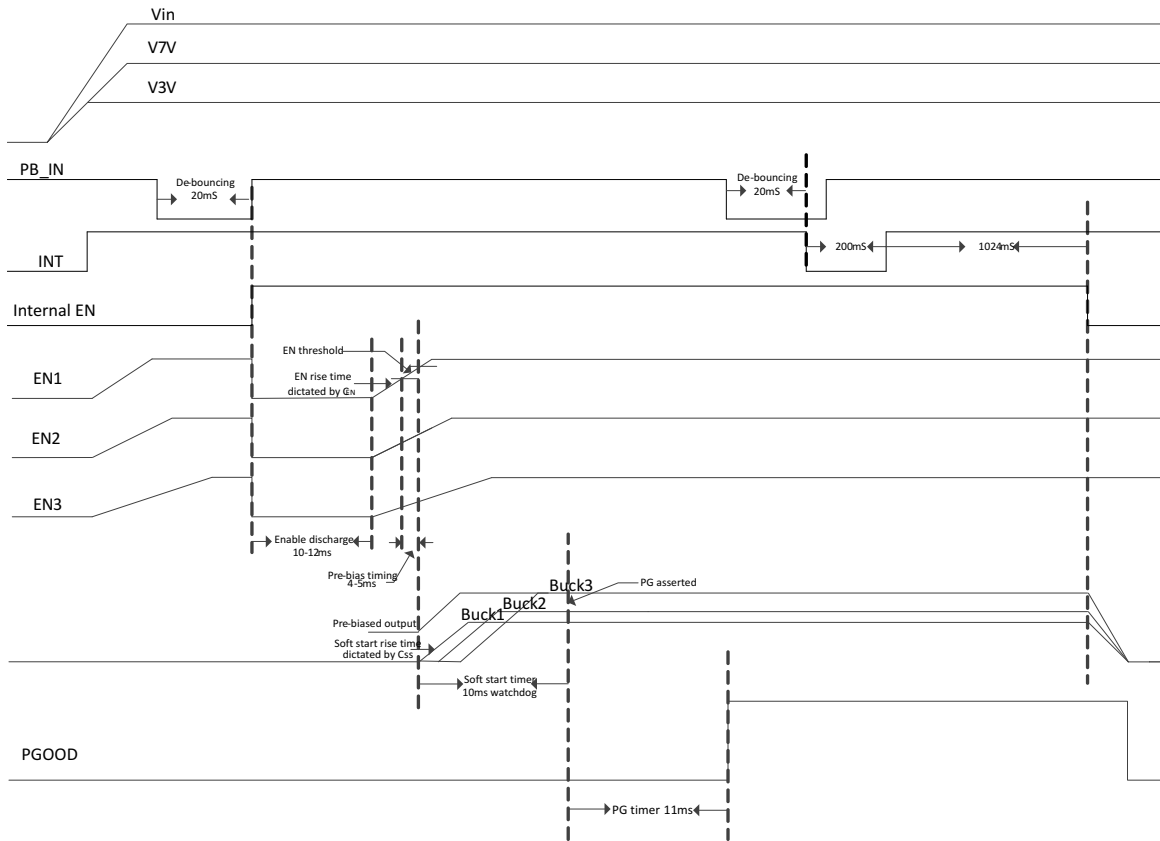 Vin
V7V
V3V
PB_IN
De-bouncing
20mS
De-bouncing
20mS
INT
200mS
1024mS
Internal EN
EN threshold
EN1
EN rise time
dictated by CEN
EN2
EN3
Enable discharge
10-12ms
Pre-bias timing
4-5ms
Buck3
PG asserted
Buck2
Buck1
Pre-biased output
Soft start rise time
dictated by Css
Soft start timer
10ms watchdog
PGOOD
PG timer 11ms